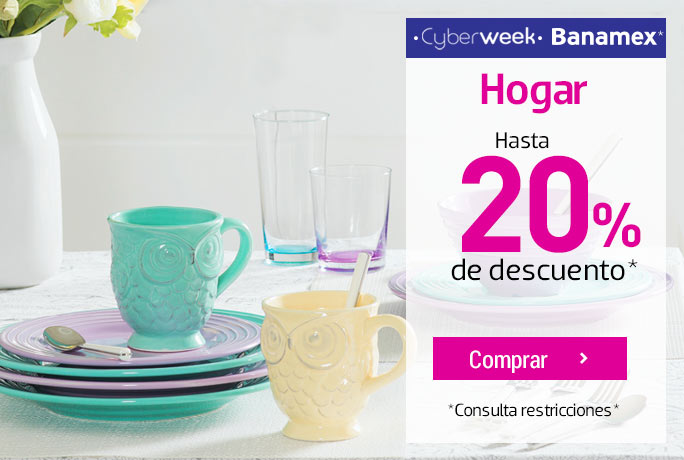 ·Cyberweek· Banamex*
Hogar
Hasta
20%
de descuento*
Comprar >
*Consulta restricciones*